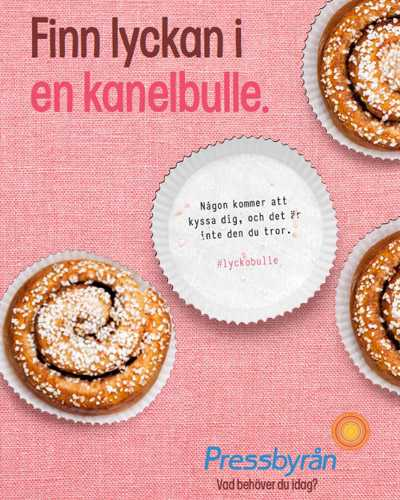 Finn lyckan i
en kanelbulle.
Någon kommer att
kyssa dig, och det är
inte den du tror.
#lyckobulle
Pressbyrån
Vad behöver du idag?